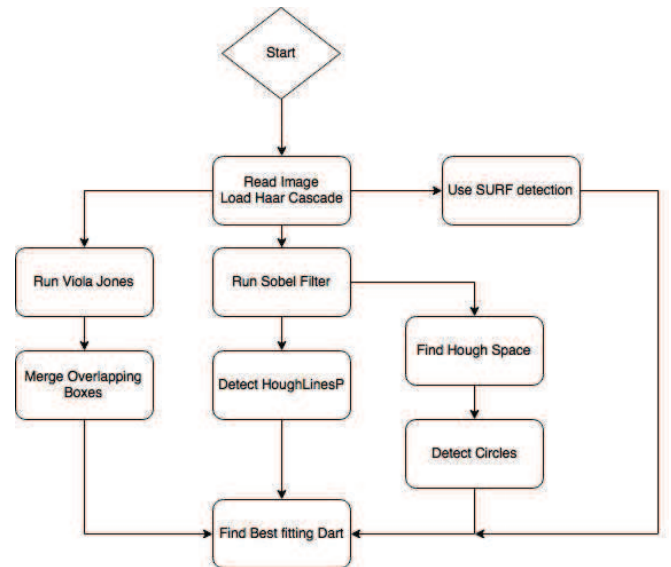 Start
Read Image
Load Haar Cascade
Use SURF detection
Run Viola Jones
Run Sobel Filter
Find Hough Space
Merge Overlapping
Boxes
Detect HoughLinesP
Detect Circles
Find Best fitting Dart